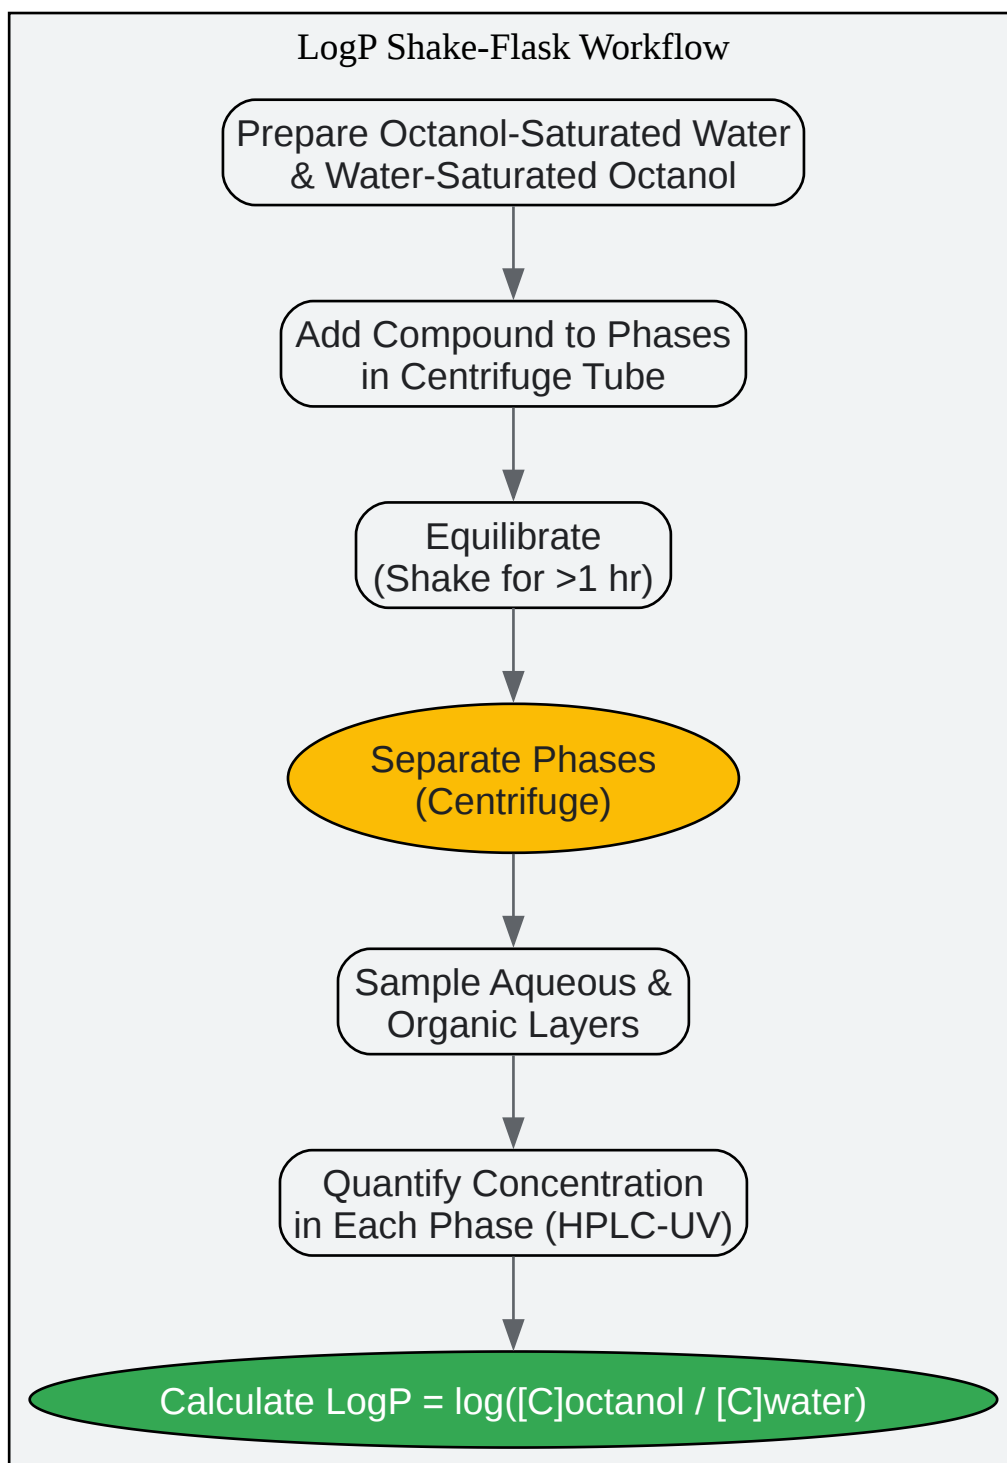 LogP Shake-Flask Workflow
Prepare Octanol-Saturated Water
& Water-Saturated Octanol
Add Compound to Phases
in Centrifuge Tube
Equilibrate
(Shake for >1 hr)
Separate Phases
(Centrifuge)
Sample Aqueous &
Organic Layers
Quantify Concentration
in Each Phase (HPLC-UV)
Calculate LogP = log([C]octanol / [C]water)